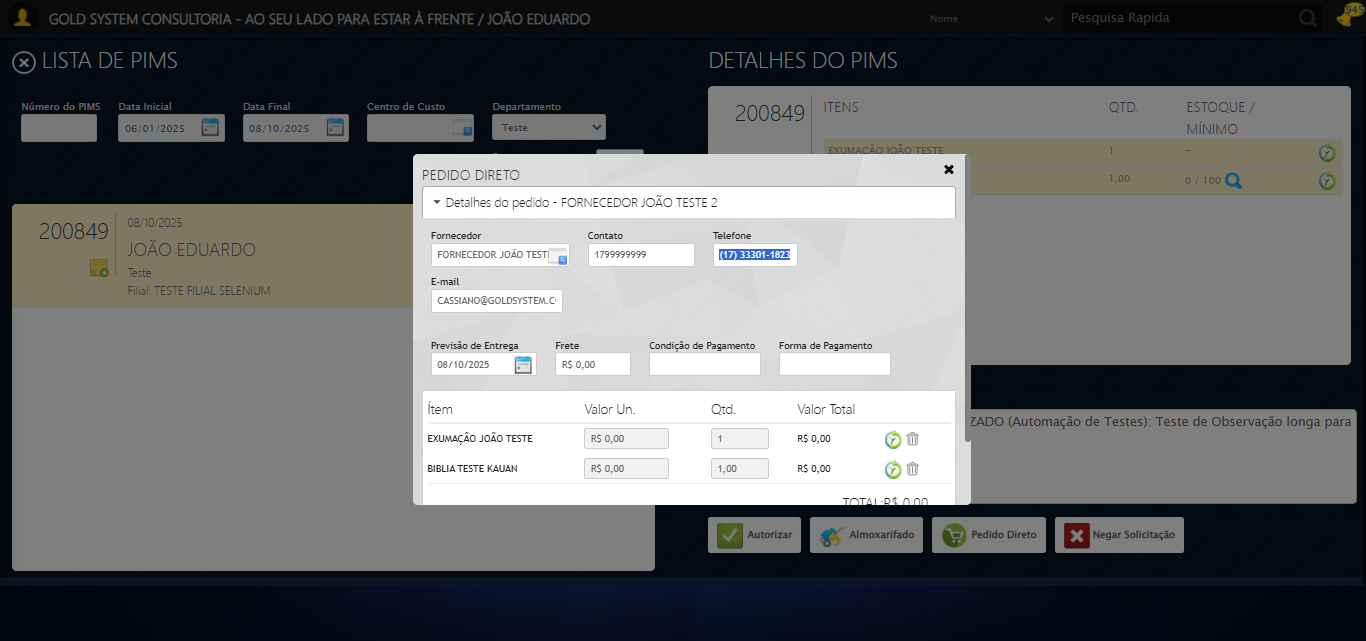 GOLD SYSTEM CONSULTORIA - AO SEU LADO PARA ESTAR À FRENTE / JOÃO EDUARDO
Nome
Pesquisa Rapida
945
LISTA DE PIMS
Número do PIMS
Data Inicial
Data Final
Centro de Custo
Departamento
06/01/2025
08/10/2025
Teste
200849
08/10/2025
JOÃO EDUARDO
Teste
Filial: TESTE FILIAL SELENIUM
DETALHES DO PIMS
200849
ITENS
QTD.
ESTOQUE /
MÍNIMO
EXUMAÇÃO JOÃO TESTE
1
–
1,00
0 / 100
PEDIDO DIRETO
Detalhes do pedido - FORNECEDOR JOÃO TESTE 2
Fornecedor
Contato
Telefone
FORNECEDOR JOÃO TESTE
1799999999
(17) 33301-1823
E-mail
CASSIANO@GOLDSYSTEM.C
Previsão de Entrega
Frete
Condição de Pagamento
Forma de Pagamento
08/10/2025
R$ 0,00
Ítem
Valor Un.
Qtd.
Valor Total
EXUMAÇÃO JOÃO TESTE
R$ 0,00
1
R$ 0,00
BIBLIA TESTE KAUAN
R$ 0,00
1,00
R$ 0,00
TOTAL:R$ 0,00
ZADO (Automação de Testes): Teste de Observação longa para
Autorizar
Almoxarifado
Pedido Direto
Negar Solicitação